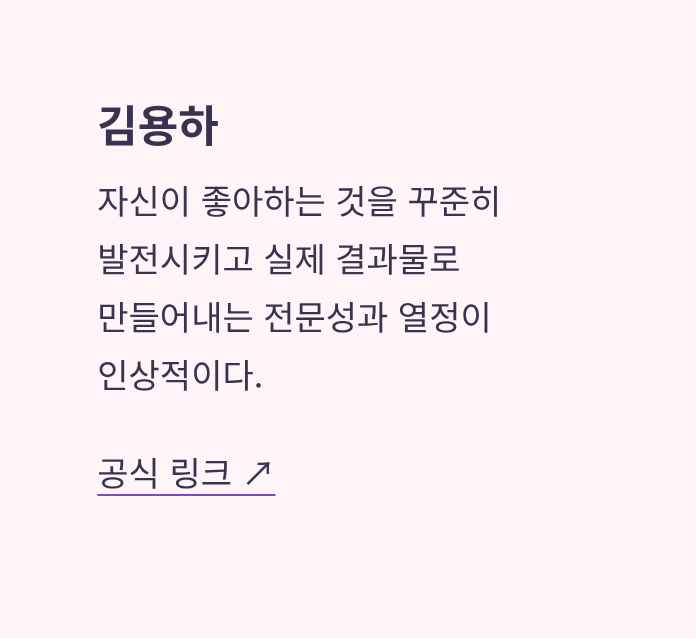 김용하
자신이 좋아하는 것을 꾸준히
발전시키고 실제 결과물로
만들어내는 전문성과 열정이
인상적이다.
공식 링크 ↗